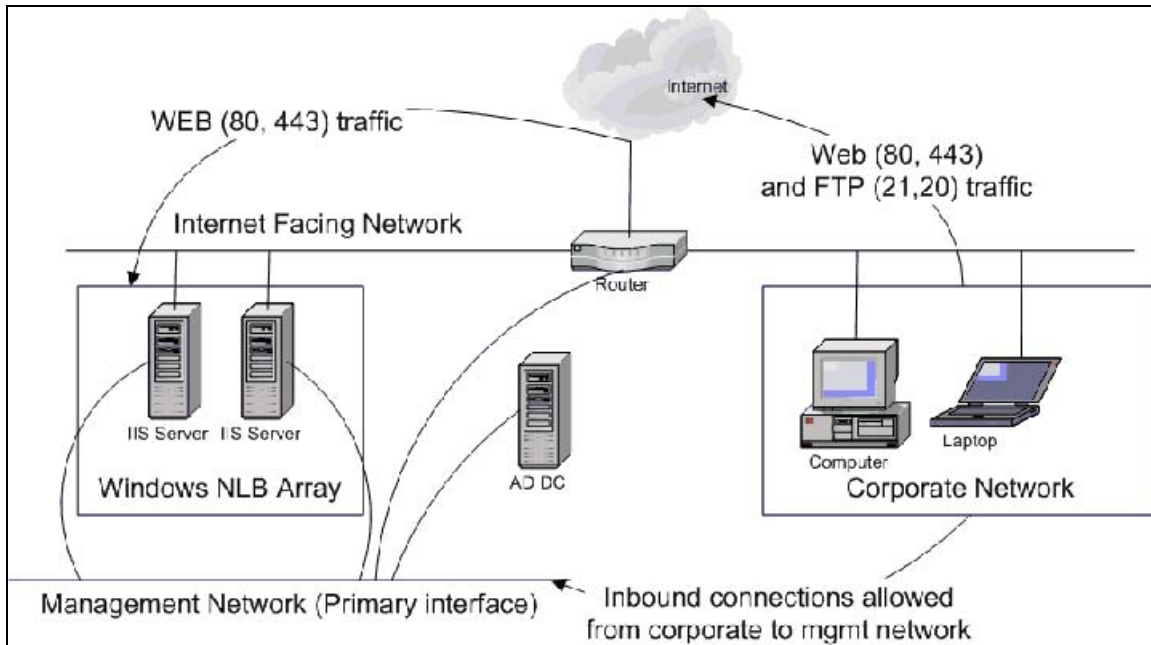 Internet
WEB (80, 443) traffic
Web (80, 443)
and FTP (21,20) traffic
Internet Facing Network
Router
IIS Server
IIS Server
AD DC
Computer
Laptop
Windows NLB Array
Corporate Network
Management Network (Primary interface)
Inbound connections allowed
from corporate to mgmt network